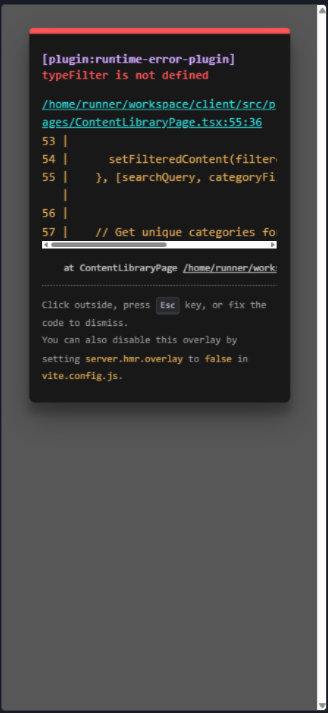 [plugin:runtime-error-plugin]
typeFilter is not defined
/home/runner/workspace/client/src/p
ages/ContentLibraryPage.tsx:55:36
53 |
54 |      setFilteredContent(filter
55 |    }, [searchQuery, categoryFi
|
56 |
57 |    // Get unique categories fo
at ContentLibraryPage /home/runner/works
Click outside, press Esc key, or fix the
code to dismiss.
You can also disable this overlay by
setting server.hmr.overlay to false in
vite.config.js.